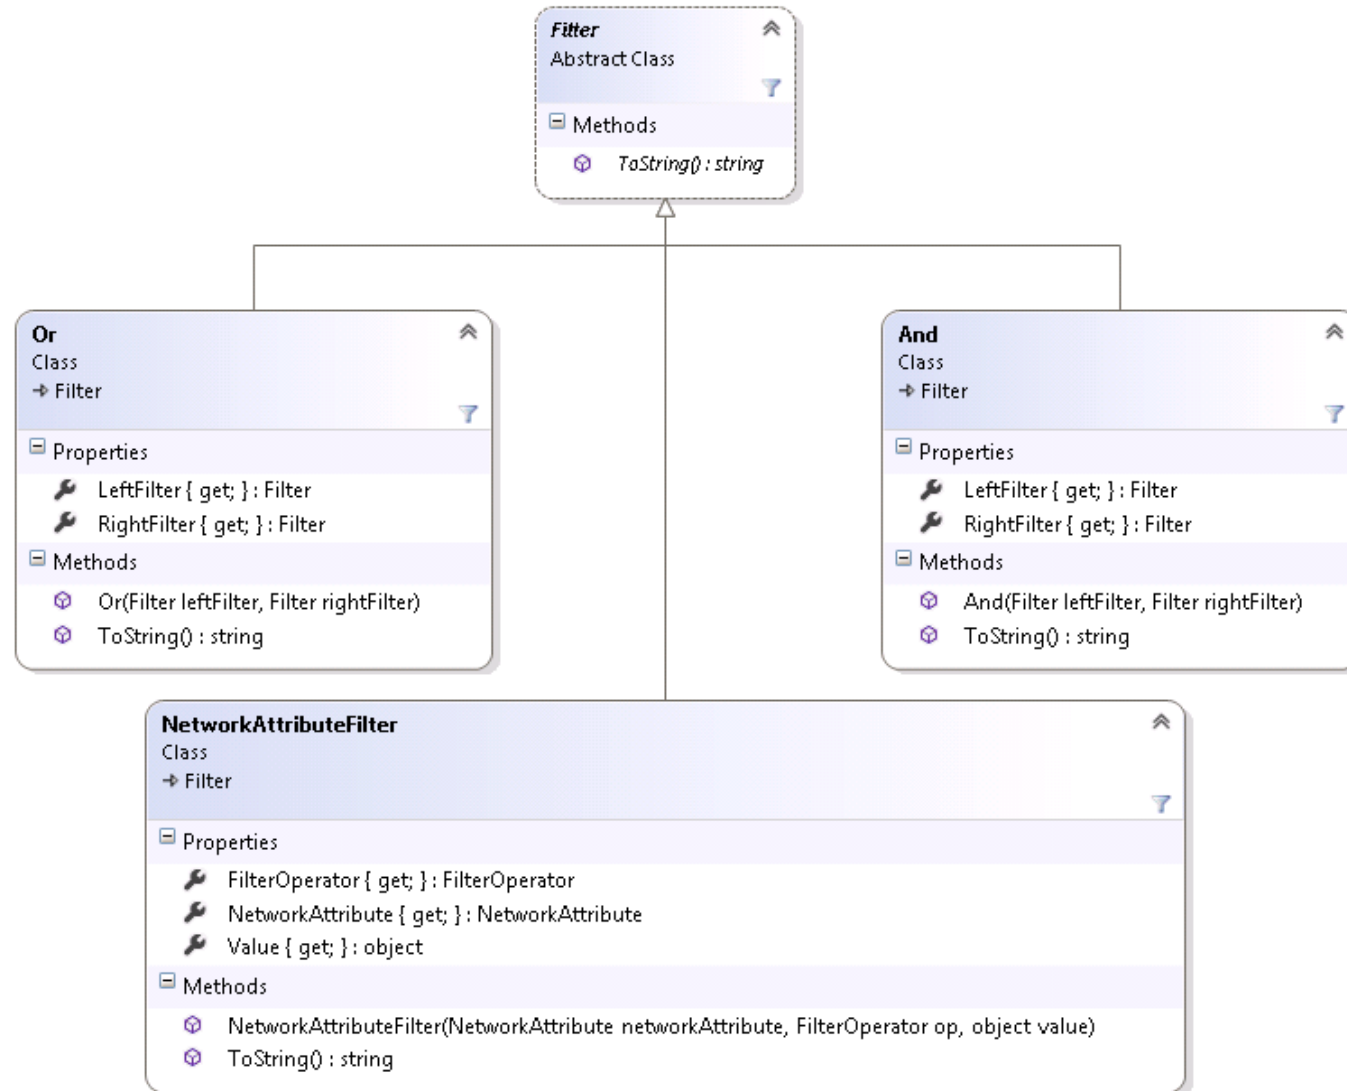 Filter
Abstract Class
Methods
ToString() : string
Or
Class
Filter
Properties
LeftFilter { get; } : Filter
RightFilter { get; } : Filter
Methods
Or(Filter leftFilter, Filter rightFilter)
ToString() : string
And
Class
Filter
Properties
LeftFilter { get; } : Filter
RightFilter { get; } : Filter
Methods
And(Filter leftFilter, Filter rightFilter)
ToString() : string
NetworkAttributeFilter
Class
Filter
Properties
FilterOperator { get; } : FilterOperator
NetworkAttribute { get; } : NetworkAttribute
Value { get; } : object
Methods
NetworkAttributeFilter(NetworkAttribute networkAttribute, FilterOperator op, object value)
ToString() : string